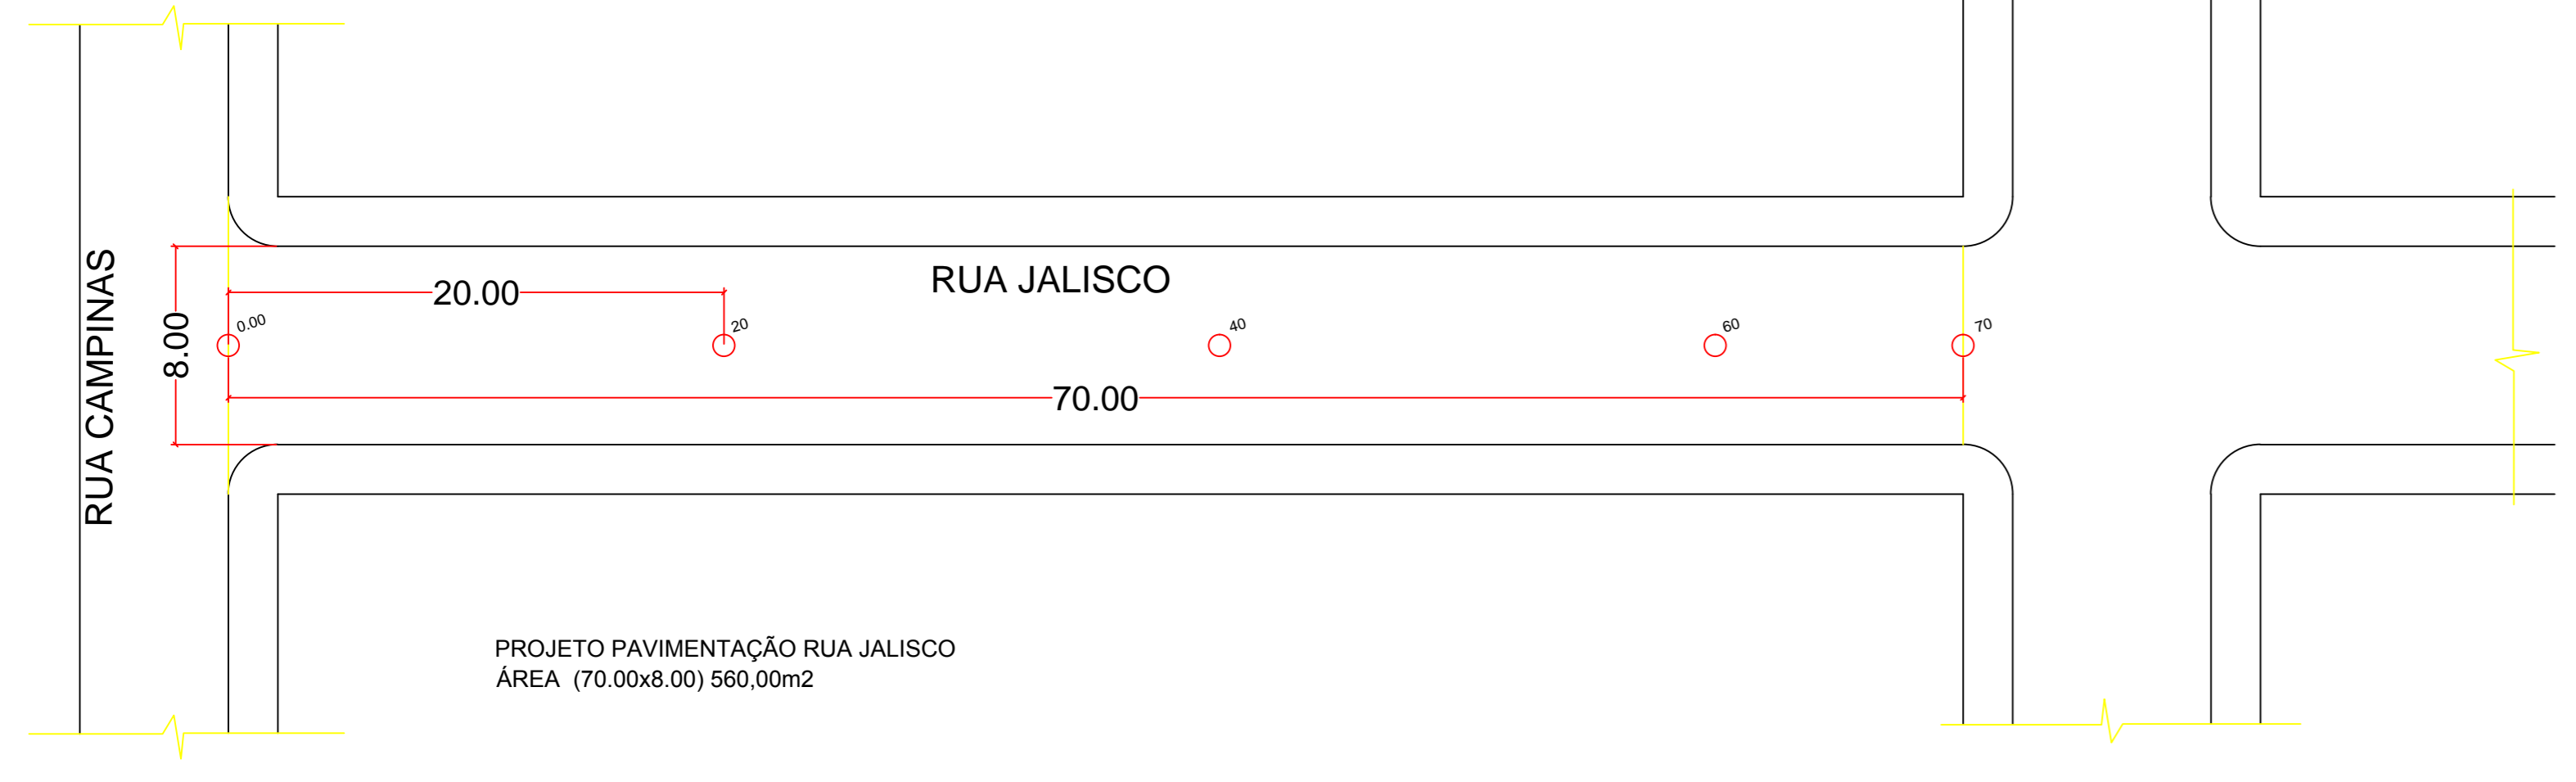 RUA CAMPINAS
8.00
20.00
RUA JALISCO
0.00
20
40
60
70
70.00
PROJETO PAVIMENTAÇÃO RUA JALISCO
ÁREA (70.00x8.00) 560,00m2